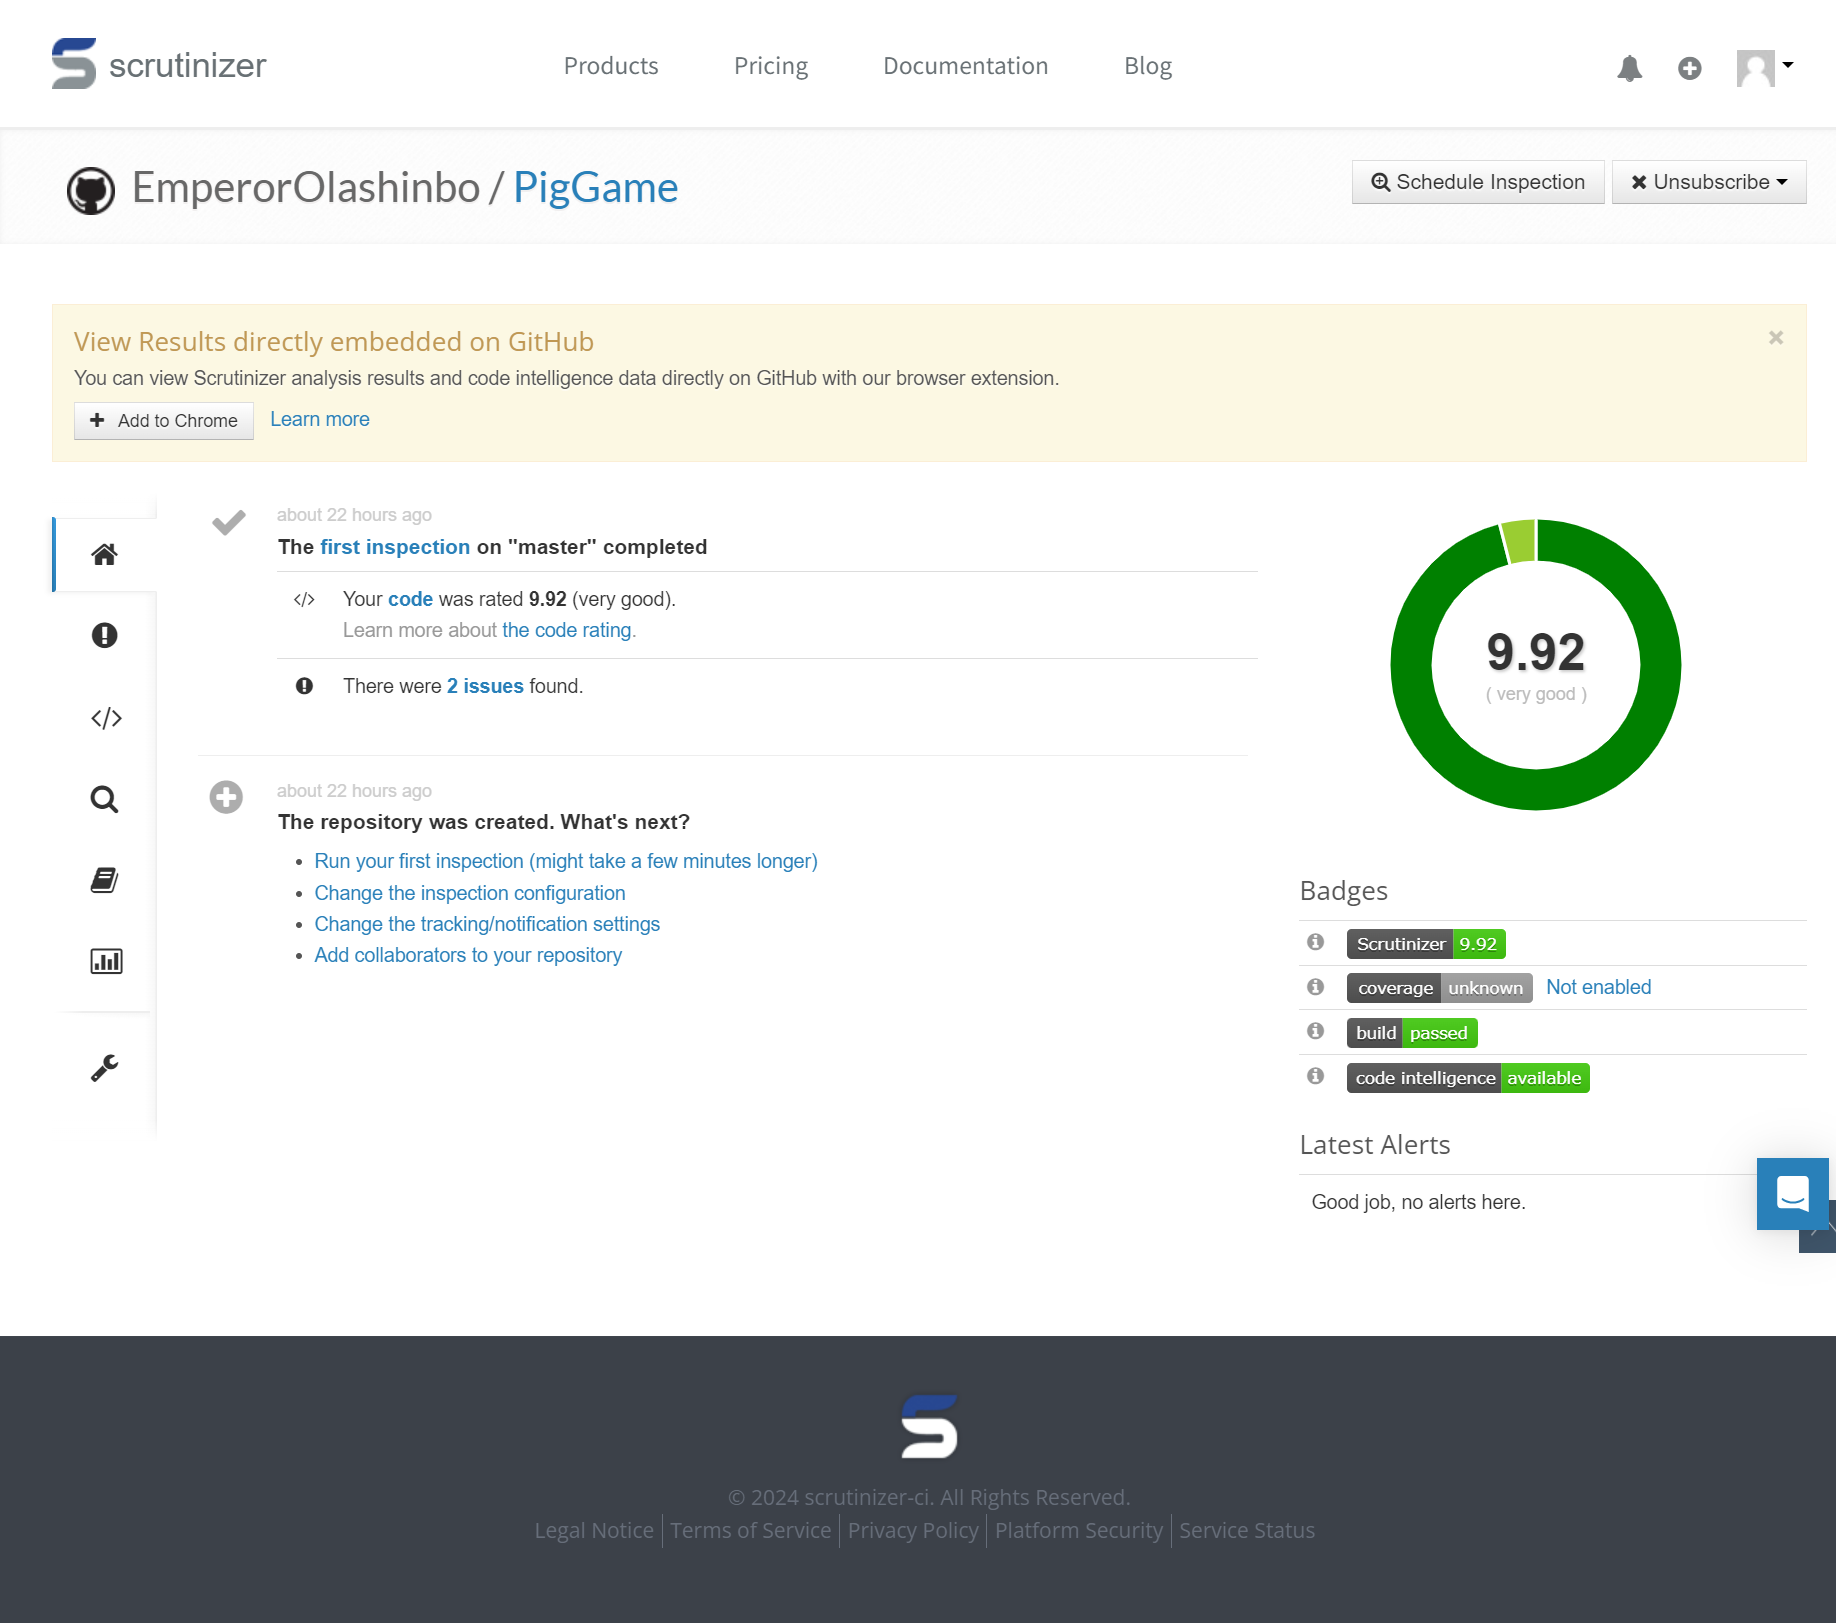 scrutinizer
Products Pricing Documentation Blog
EmperorOlashinbo / PigGame
Schedule Inspection
Unsubscribe
View Results directly embedded on GitHub
You can view Scrutinizer analysis results and code intelligence data directly on GitHub with our browser extension.
Add to Chrome Learn more
about 22 hours ago
The first inspection on "master" completed
Your code was rated 9.92 (very good).
Learn more about the code rating.
There were 2 issues found.
about 22 hours ago
The repository was created. What's next?
Run your first inspection (might take a few minutes longer)
Change the inspection configuration
Change the tracking/notification settings
Add collaborators to your repository
9.92
( very good )
Badges
Scrutinizer 9.92
coverage unknown Not enabled
build passed
code intelligence available
Latest Alerts
Good job, no alerts here.
© 2024 scrutinizer-ci. All Rights Reserved.
Legal Notice Terms of Service Privacy Policy Platform Security Service Status